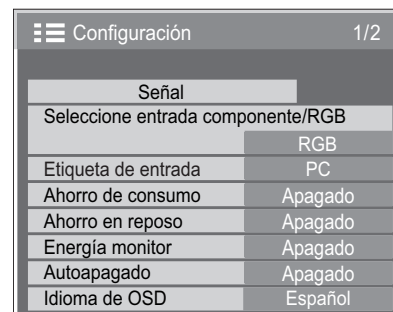 Configuración 1/2
Señal
Seleccione entrada componente/RGB
RGB
Etiqueta de entrada PC
Ahorro de consumo Apagado
Ahorro en reposo Apagado
Energía monitor Apagado
Autoapagado Apagado
Idioma de OSD Español